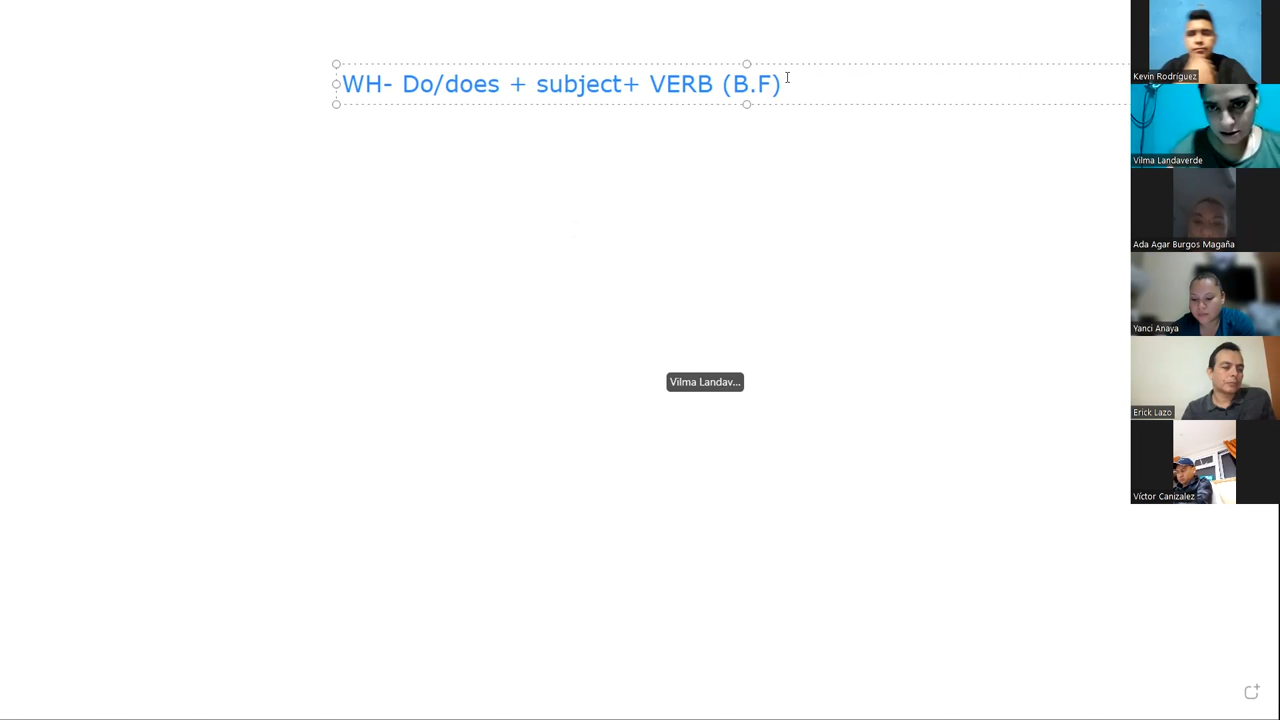 WH- Do/does + subject+ VERB (B.F)
Kevin Rodríguez
Vilma Landaverde
Ada Agar Burgos Magaña
Yanci Anaya
Vilma Landav...
Erick Lazo
Víctor Canizalez